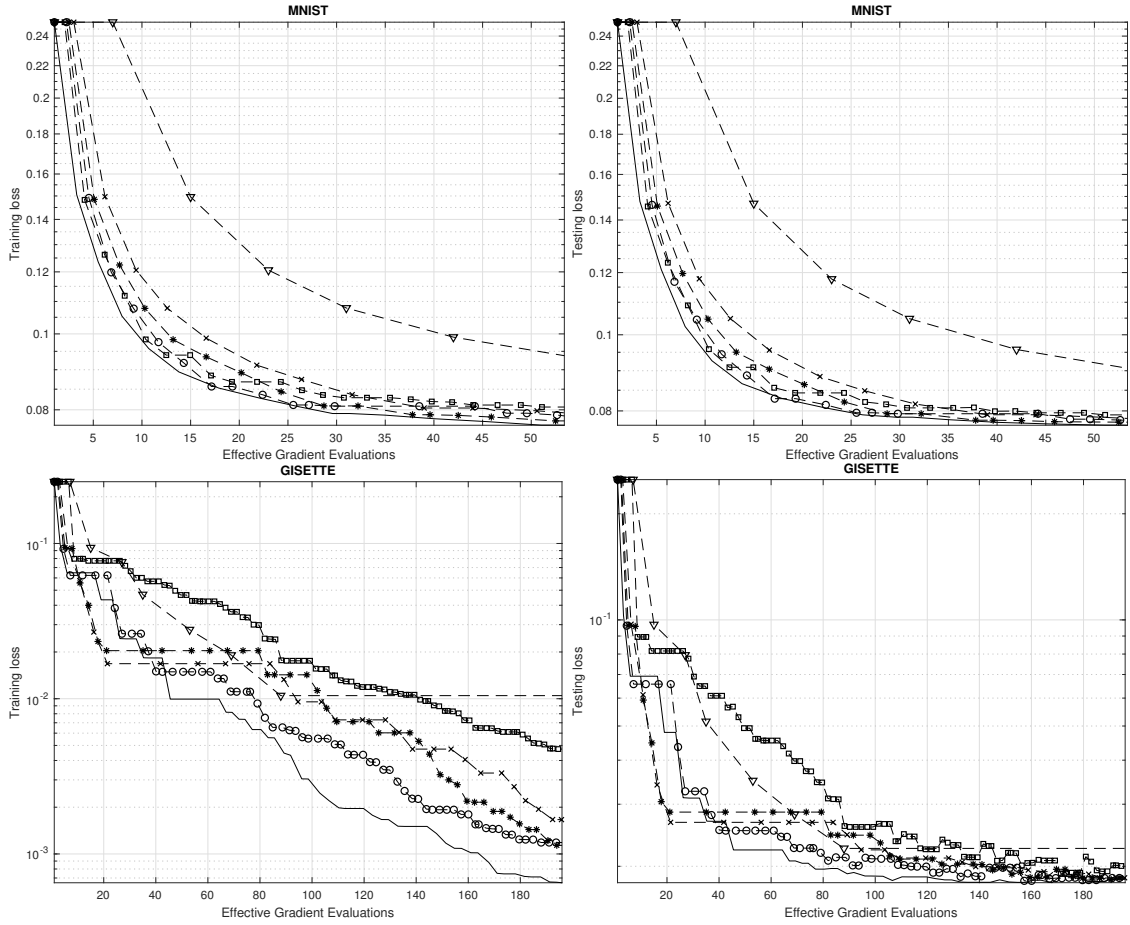 MNIST
0.24
0.22
0.2
0.18
0.16
0.14
0.12
0.1
0.08
Training loss
5 10 15 20 25 30 35 40 45 50
Effective Gradient Evaluations
MNIST
0.24
0.22
0.2
0.18
0.16
0.14
0.12
0.1
0.08
Testing loss
5 10 15 20 25 30 35 40 45 50
Effective Gradient Evaluations
GISETTE
10-1
10-2
10-3
Training loss
20 40 60 80 100 120 140 160 180
Effective Gradient Evaluations
GISETTE
10-1
Testing loss
20 40 60 80 100 120 140 160 180
Effective Gradient Evaluations